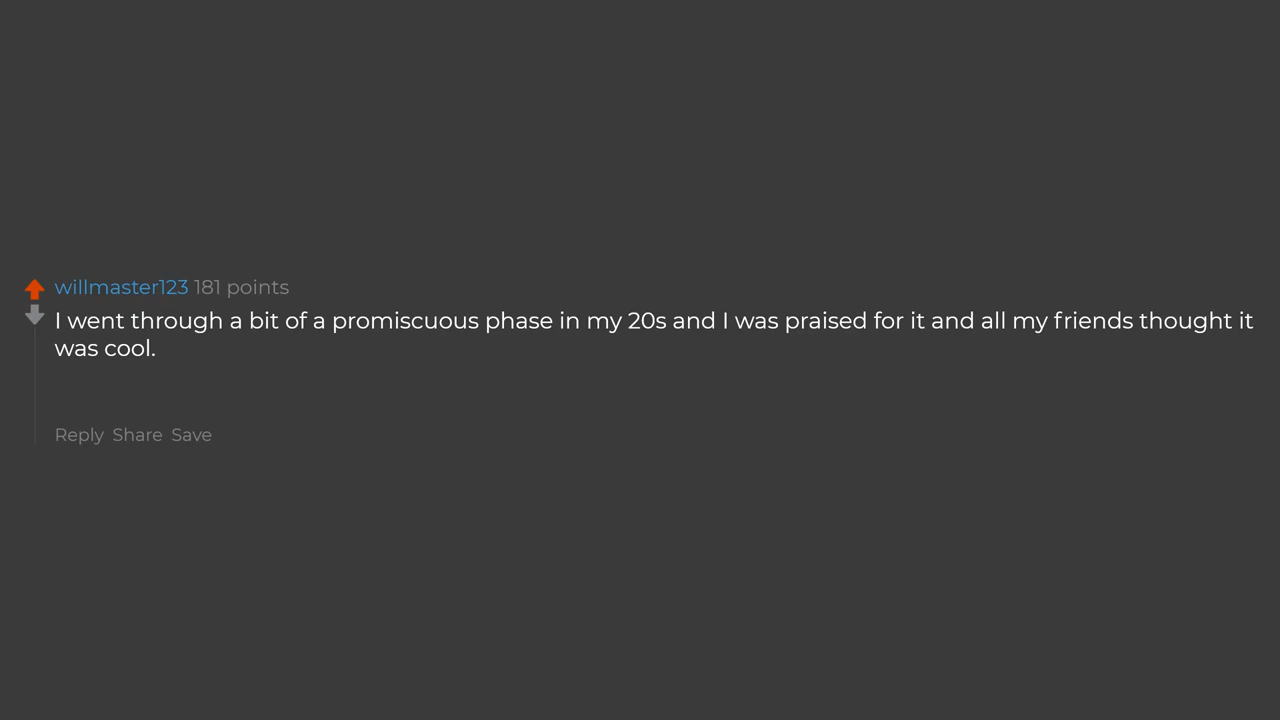 willmaster123 181 points
I went through a bit of a promiscuous phase in my 20s and I was praised for it and all my friends thought it
was cool.
Reply Share Save